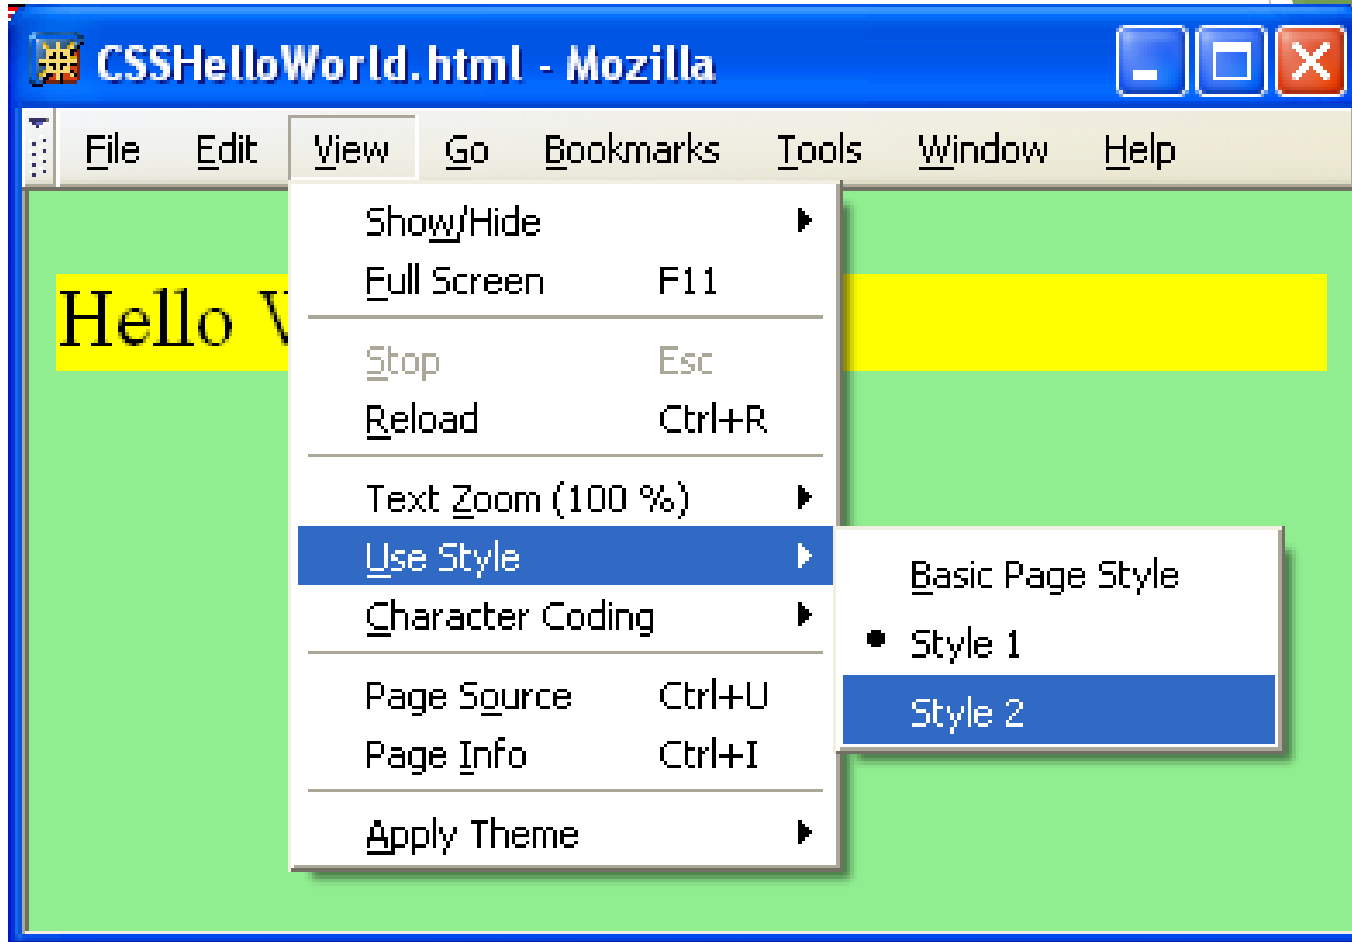 CSSHelloWorld.html - Mozilla
File Edit View Go Bookmarks Tools Window Help
Show/Hide
Full Screen F11
Hello
Stop Esc
Reload Ctrl+R
Text Zoom (100 %)
Use Style
Basic Page Style
Character Coding
Style 1
Page Source Ctrl+U
Style 2
Page Info Ctrl+I
Apply Theme